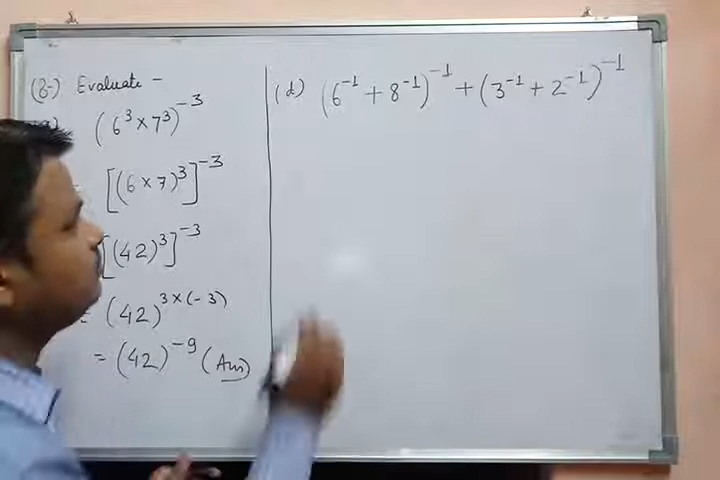 (8-) Evaluate -
(6³ × 7³)⁻³
[(6 × 7)³]⁻³
[(42)³]⁻³
= (42)³ ˣ ⁽⁻ ³⁾
= (42)⁻⁹ (Ans)
(d) (6⁻¹ + 8⁻¹)⁻¹ + (3⁻¹ + 2⁻¹)⁻¹